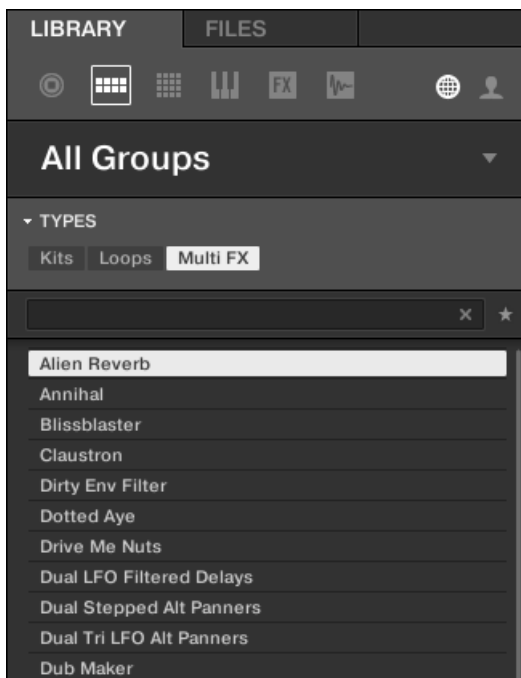 LIBRARY FILES
FX
All Groups
TYPES
Kits Loops Multi FX
Alien Reverb
Annihal
Blissblaster
Claustron
Dirty Env Filter
Dotted Aye
Drive Me Nuts
Dual LFO Filtered Delays
Dual Stepped Alt Panners
Dual Tri LFO Alt Panners
Dub Maker